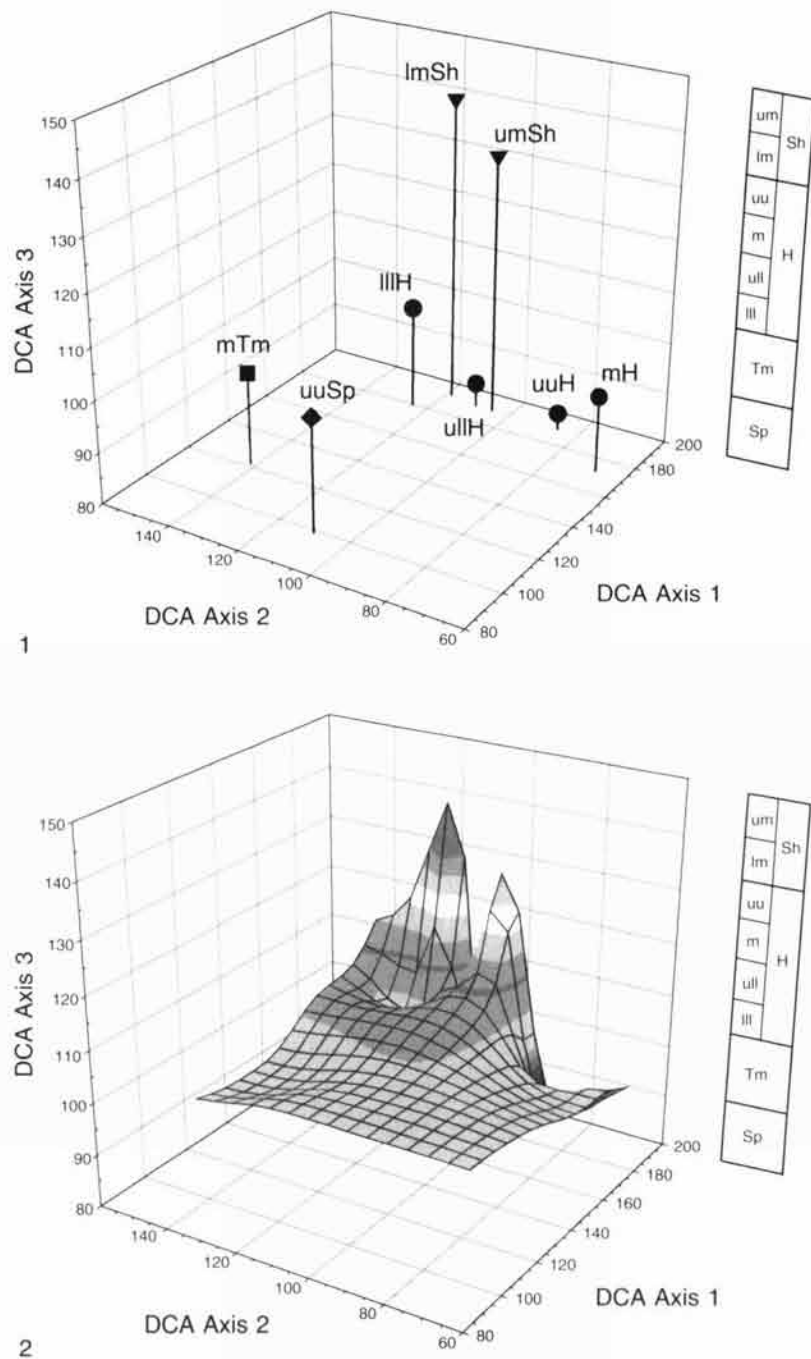 150
140
130
120
110
100
90
80
DCA Axis 3
lmSh
umSh
lllH
mTm
uuSp
ullH
uuH
mH
140
120
100
80
60
DCA Axis 2
80
100
120
140
160
180
200
DCA Axis 1
um
lm
Sh
uu
m
ull
lll
H
Tm
Sp
1
150
140
130
120
110
100
90
80
DCA Axis 3
140
120
100
80
60
DCA Axis 2
80
100
120
140
160
180
200
DCA Axis 1
um
lm
Sh
uu
m
ull
lll
H
Tm
Sp
2